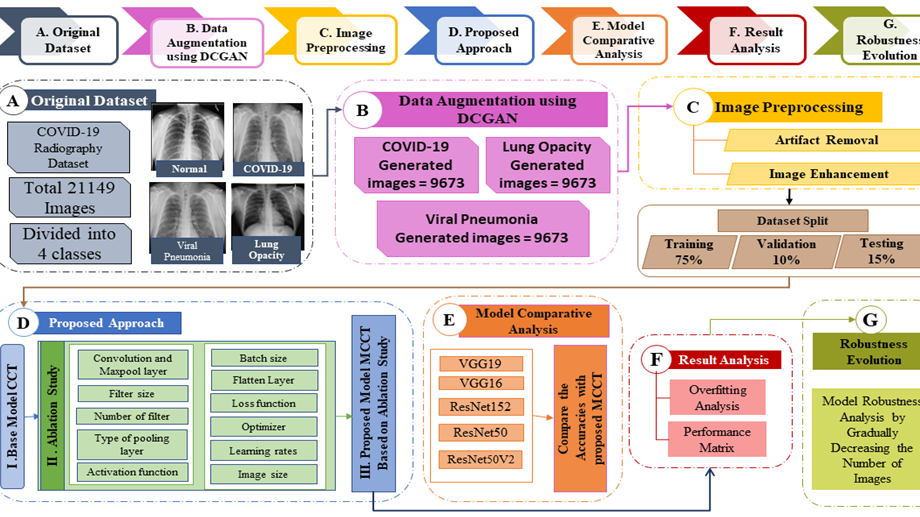 A. Original
Dataset
B. Data
Augmentation
using DCGAN
C. Image
Preprocessing
D. Proposed
Approach
E. Model
Comparative
Analysis
F. Result
Analysis
G.
Robustness
Evolution
A
Original Dataset
COVID-19
Radiography
Dataset
Total 21149
Images
Divided into
4 classes
Normal
COVID-19
Viral
Pneumonia
Lung
Opacity
B
Data Augmentation using
DCGAN
COVID-19
Generated
images = 9673
Lung Opacity
Generated
images = 9673
Viral Pneumonia
Generated images = 9673
C
Image Preprocessing
Artifact Removal
Image Enhancement
Dataset Split
Training
75%
Validation
10%
Testing
15%
D
Proposed Approach
I .Base Model CCT
II. Ablation Study
Convolution and
Maxpool layer
Filter size
Number of filter
Type of pooling
layer
Activation function
Batch size
Flatten Layer
Loss function
Optimizer
Learning rates
Image size
III. Proposed Model MCCT
Based on Ablation Study
E
Model Comparative
Analysis
VGG19
VGG16
ResNet152
ResNet50
ResNet50V2
Compare the
Accuracies with
proposed MCCT
F
Result Analysis
Overfitting
Analysis
Performance
Matrix
G
Robustness
Evolution
Model Robustness
Analysis by
Gradually
Decreasing the
Number of
Images